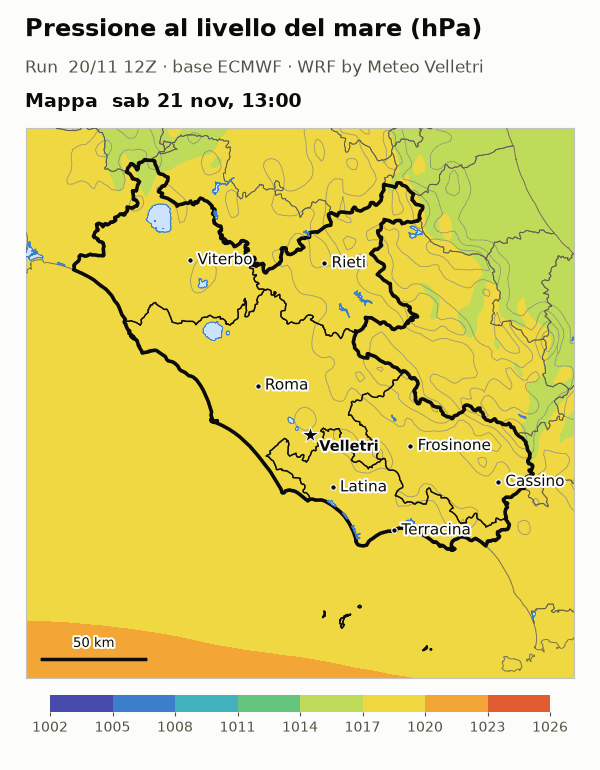 Pressione al livello del mare (hPa)
Run  20/11 12Z · base ECMWF · WRF by Meteo Velletri
Mappa  sab 21 nov, 13:00
Viterbo
Rieti
Roma
Velletri
Frosinone
Cassino
Latina
Terracina
50 km
1002 1005 1008 1011 1014 1017 1020 1023 1026